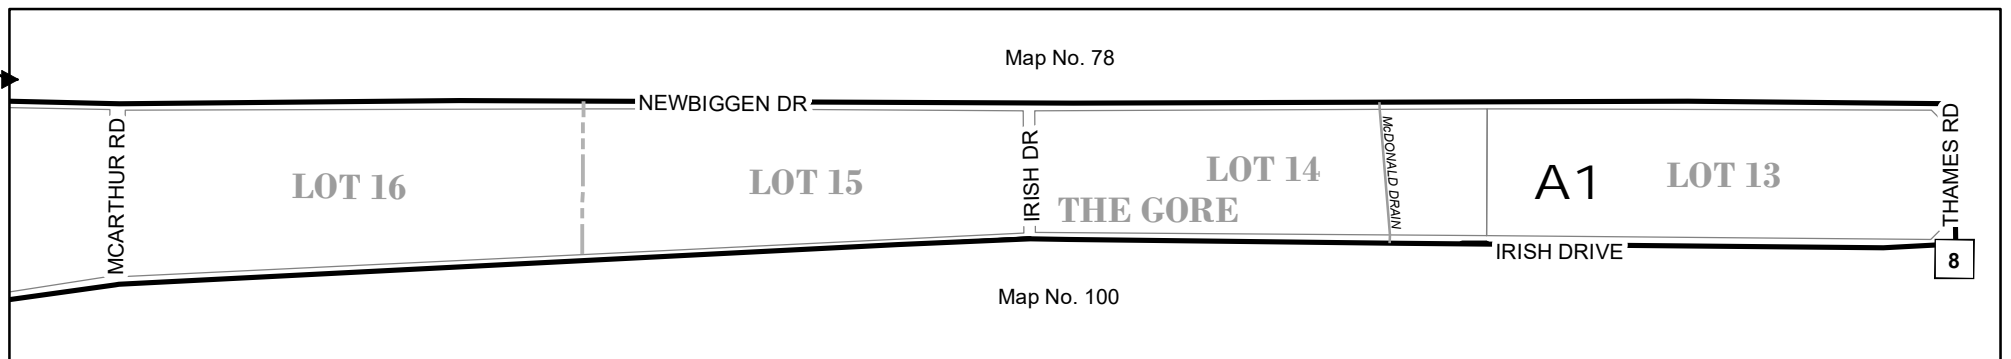 Map No. 78
NEWBIGGEN DR
MCARTHUR RD
LOT 16
LOT 15
IRISH DR
LOT 14
THE GORE
McDONALD DRAIN
A1
LOT 13
THAMES RD
IRISH DRIVE
8
Map No. 100